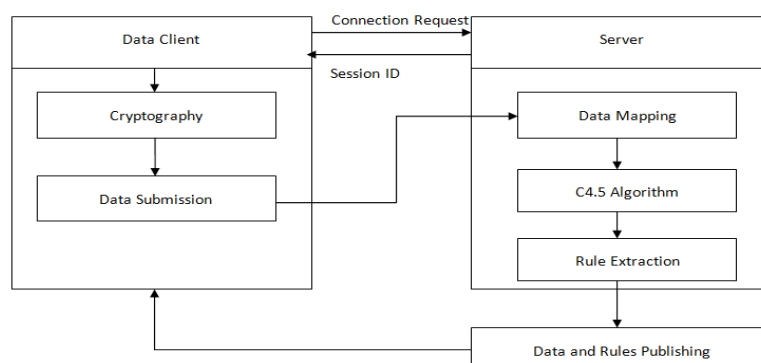 Connection Request
Data Client
Server
Session ID
Cryptography
Data Mapping
Data Submission
C4.5 Algorithm
Rule Extraction
Data and Rules Publishing